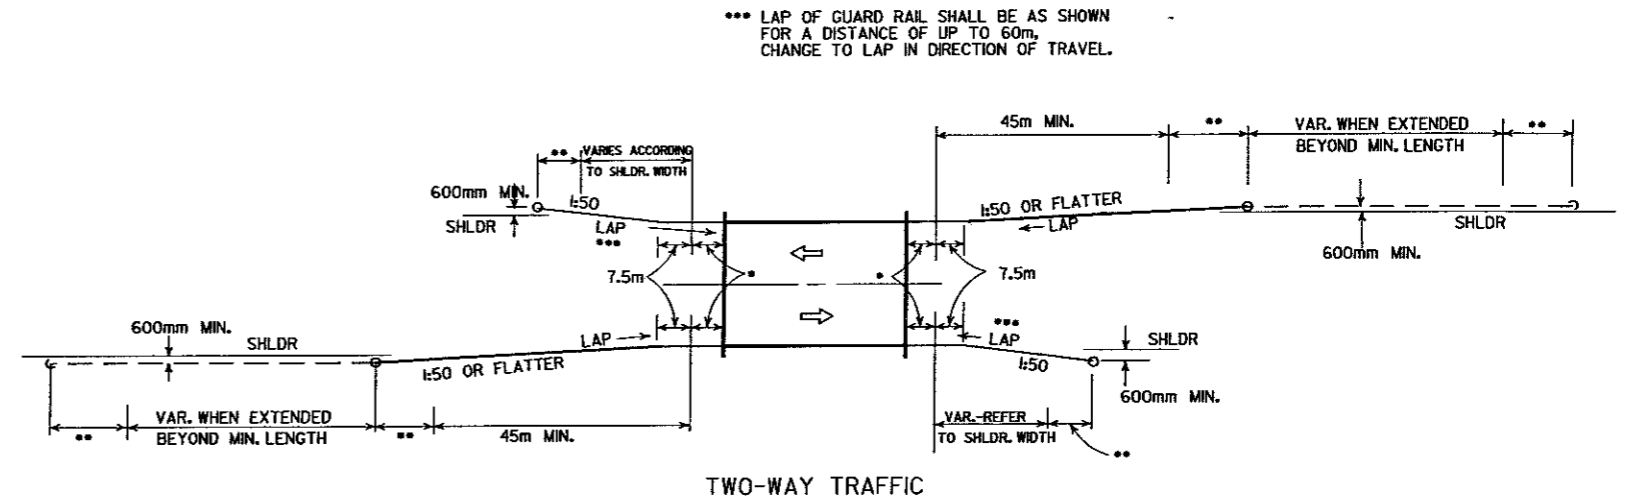 *** LAP OF GUARD RAIL SHALL BE AS SHOWN
FOR A DISTANCE OF UP TO 60m,
CHANGE TO LAP IN DIRECTION OF TRAVEL.
45m MIN.
**
VAR. WHEN EXTENDED
BEYOND MIN. LENGTH
**
**
VARIES ACCORDING
TO SHLDR. WIDTH
600mm MIN.
1:50
SHLDR
LAP
***
1:50 OR FLATTER
LAP
SHLDR
600mm MIN.
7.5m
*
*
7.5m
600mm MIN.
SHLDR
LAP
1:50 OR FLATTER
***
LAP
1:50
SHLDR
600mm MIN.
**
VAR. WHEN EXTENDED
BEYOND MIN. LENGTH
**
45m MIN.
VAR.-REFER
TO SHLDR. WIDTH
**
TWO-WAY TRAFFIC